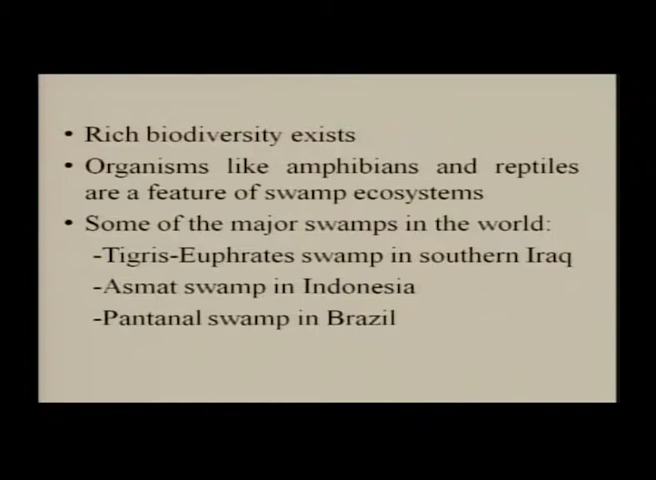 • Rich biodiversity exists
• Organisms like amphibians and reptiles
are a feature of swamp ecosystems
• Some of the major swamps in the world:
-Tigris-Euphrates swamp in southern Iraq
-Asmat swamp in Indonesia
-Pantanal swamp in Brazil